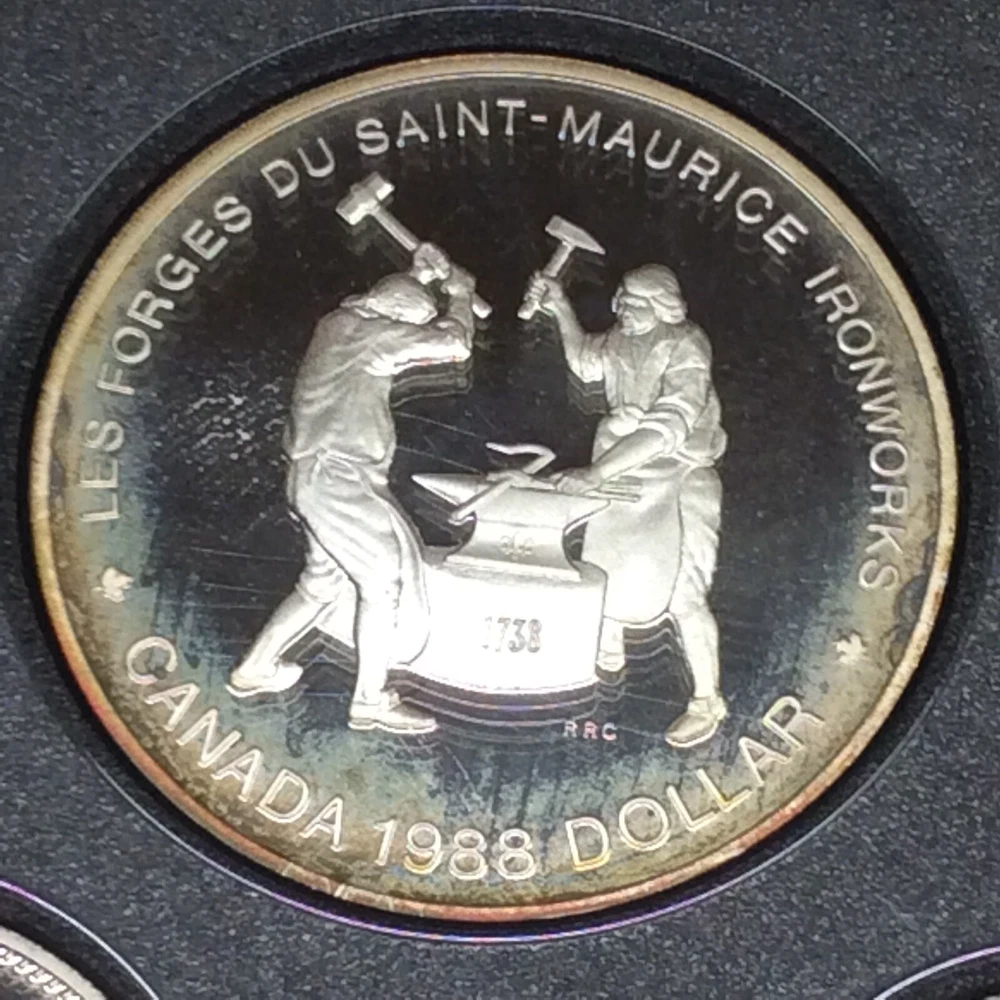 LES FORGES DU SAINT-MAURICE IRONWORKS
1738
RRC
CANADA 1988 DOLLAR